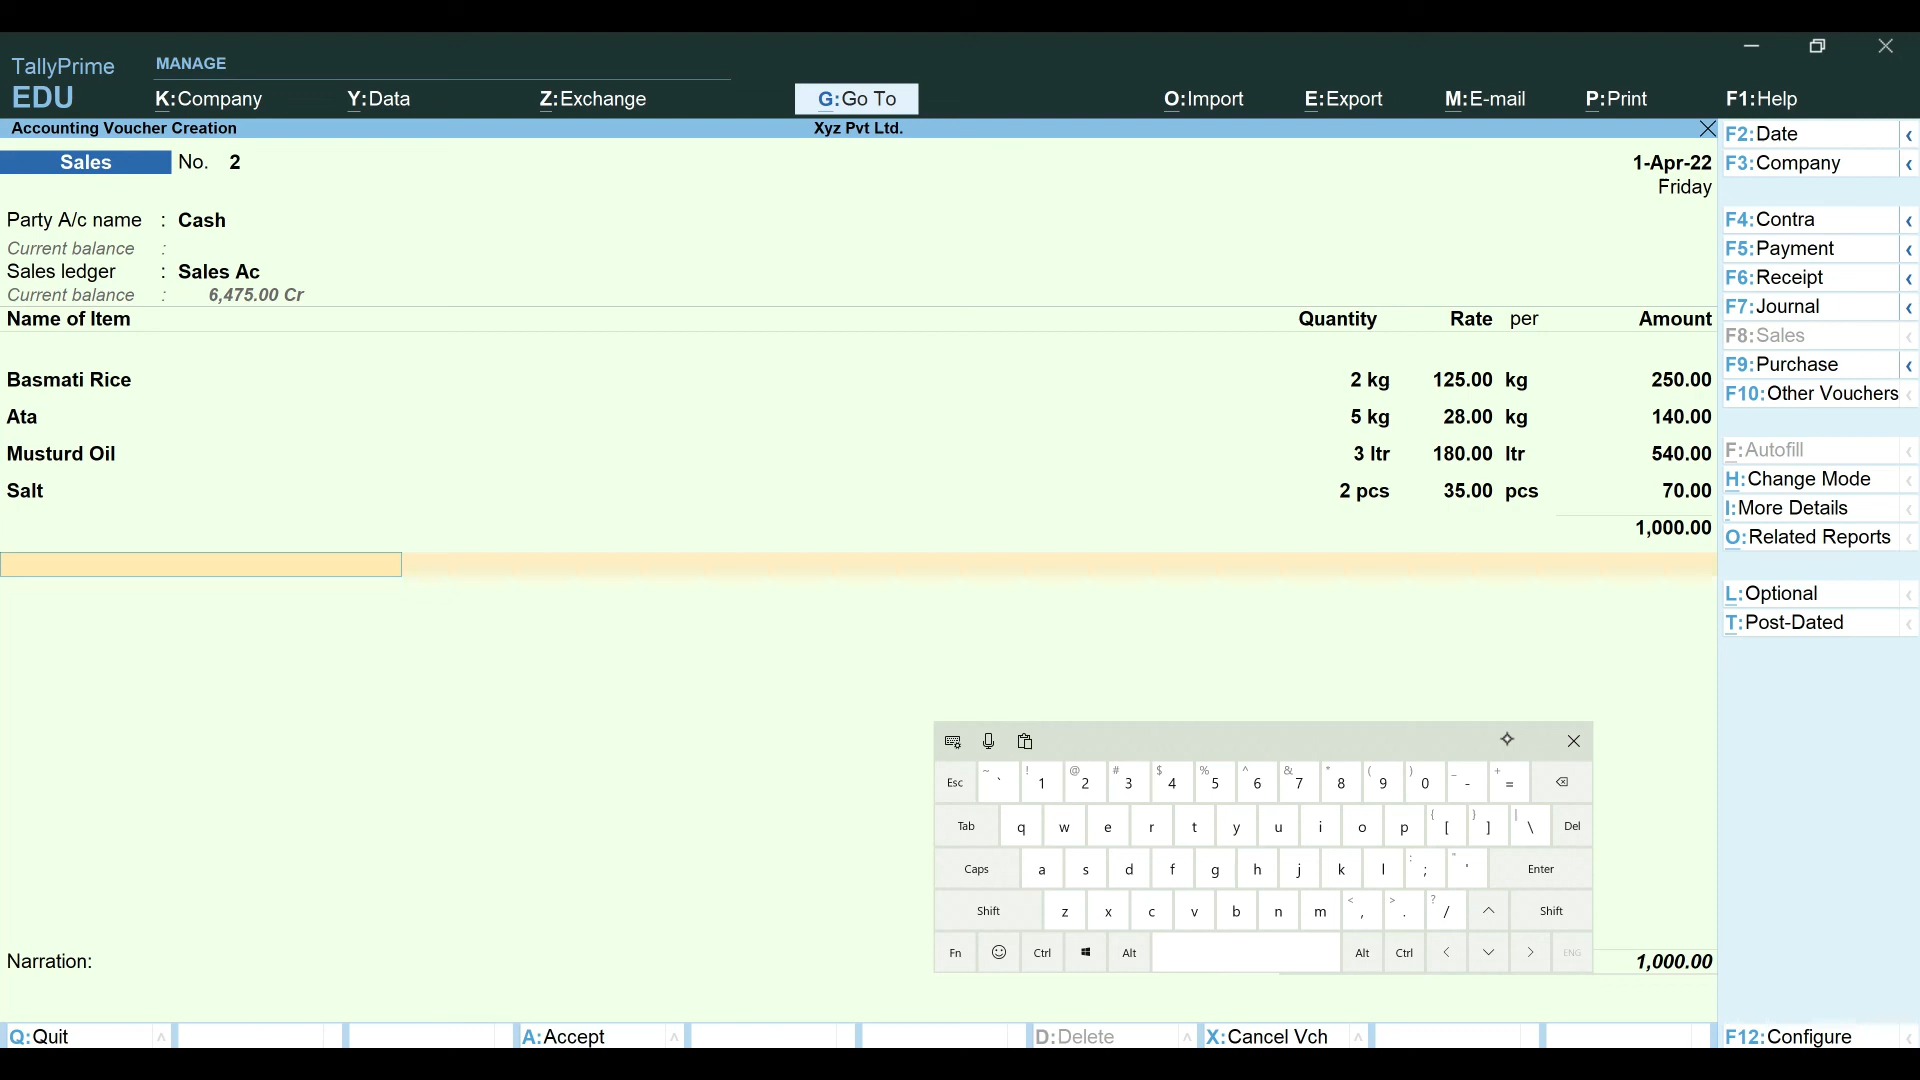 TallyPrime
EDU
MANAGE
K:Company Y:Data Z:Exchange G:Go To O:Import E:Export M:E-mail P:Print F1:Help
Accounting Voucher Creation Xyz Pvt Ltd.
Sales No. 2 1-Apr-22
Friday
Party A/c name : Cash
Current balance :
Sales ledger : Sales Ac
Current balance : 6,475.00 Cr
Name of Item Quantity Rate per Amount
Basmati Rice 2 kg 125.00 kg 250.00
Ata 5 kg 28.00 kg 140.00
Musturd Oil 3 ltr 180.00 ltr 540.00
Salt 2 pcs 35.00 pcs 70.00
1,000.00
F2:Date
F3:Company
F4:Contra
F5:Payment
F6:Receipt
F7:Journal
F8:Sales
F9:Purchase
F10:Other Vouchers
F:Autofill
H:Change Mode
I:More Details
O:Related Reports
L:Optional
T:Post-Dated
Esc ~ ` ! 1 @ 2 # 3 $ 4 % 5 ^ 6 & 7 * 8 ( 9 ) 0 _ - + =
Tab q w e r t y u i o p { [ } ] | \ Del
Caps a s d f g h j k l : ; " ' Enter
Shift z x c v b n m < , > . ? / Shift
Fn Ctrl Alt Alt Ctrl ENG
Narration: 1,000.00
Q:Quit A:Accept D:Delete X:Cancel Vch F12:Configure